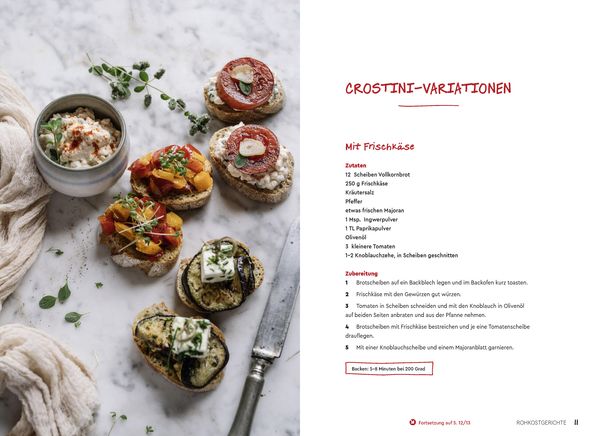 CROSTINI-VARIATIONEN
Mit Frischkäse
Zutaten
12 Scheiben Vollkornbrot
250 g Frischkäse
Kräutersalz
Pfeffer
etwas frischen Majoran
1 Msp. Ingwerpulver
1 TL Paprikapulver
Olivenöl
3 kleinere Tomaten
1–2 Knoblauchzehe, in Scheiben geschnitten
Zubereitung
1 Brotscheiben auf ein Backblech legen und im Backofen kurz toasten.
2 Frischkäse mit den Gewürzen gut würzen.
3 Tomaten in Scheiben schneiden und mit den Knoblauch in Olivenöl
auf beiden Seiten anbraten und aus der Pfanne nehmen.
4 Brotscheiben mit Frischkäse bestreichen und je eine Tomatenscheibe
drauflegen.
5 Mit einer Knoblauchscheibe und einem Majoranblatt garnieren.
Backen: 5–8 Minuten bei 200 Grad
Fortsetzung auf S. 12/13
ROHKOSTGERICHTE 11